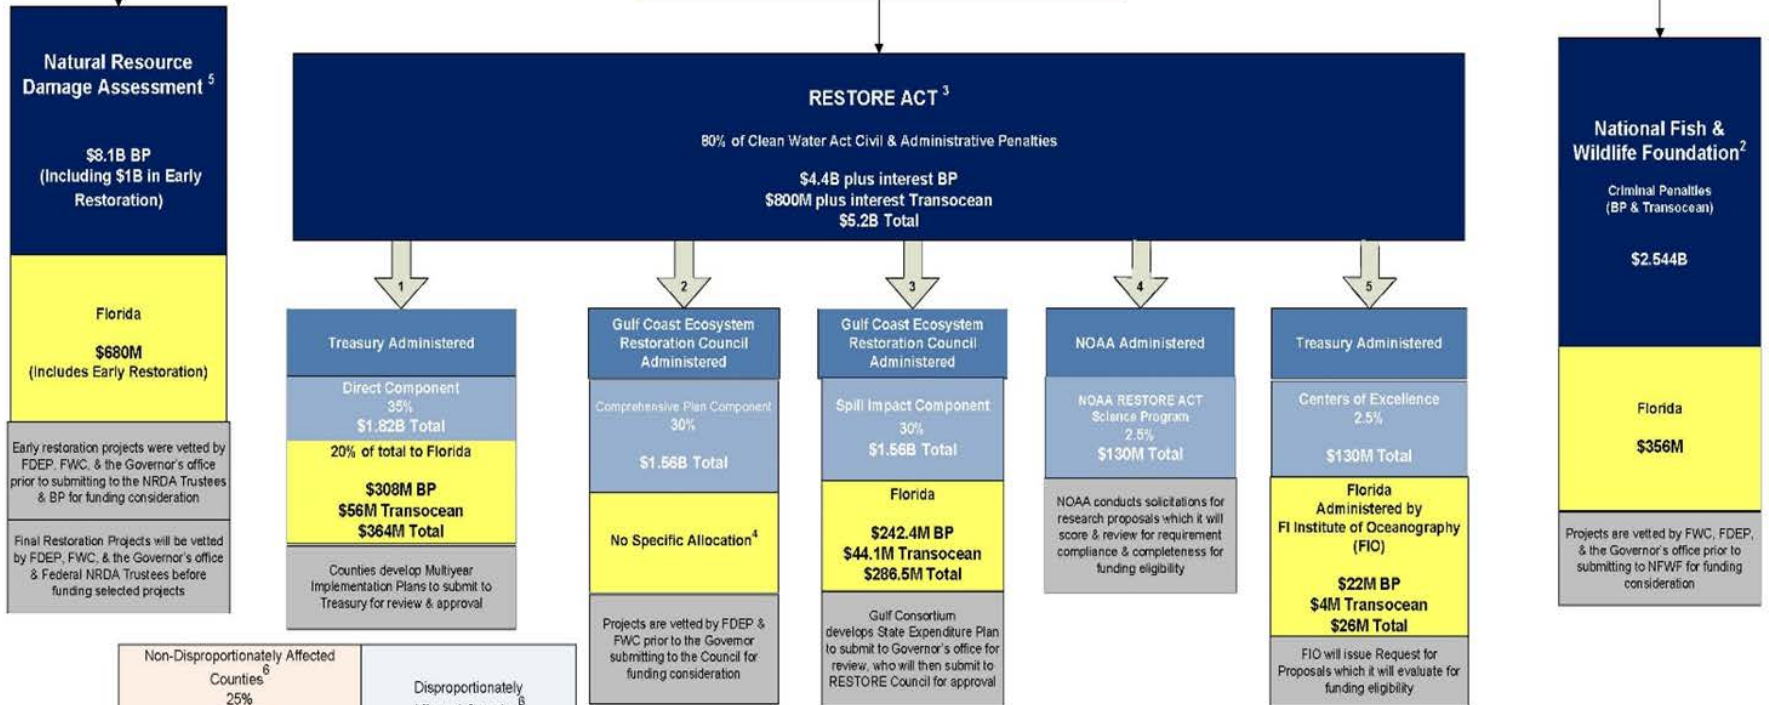 Natural Resource
Damage Assessment 5
$8.1B BP
(Including $1B in Early
Restoration)
Florida
$680M
(Includes Early Restoration)
Early restoration projects were vetted by
FDEP, FWC, & the Governor's office
prior to submitting to the NRDA Trustees
& BP for funding consideration
Final Restoration Projects will be vetted
by FDEP, FWC, & the Governor's office
& Federal NRDA Trustees before
funding selected projects
RESTORE ACT 3
80% of Clean Water Act Civil & Administrative Penalties
$4.4B plus interest BP
$800M plus interest Transocean
$5.2B Total
1
Treasury Administered
Direct Component
35%
$1.82B Total
20% of total to Florida
$308M BP
$56M Transocean
$364M Total
Counties develop Multiyear
Implementation Plans to submit to
Treasury for review & approval
2
Gulf Coast Ecosystem
Restoration Council
Administered
Comprehensive Plan Component
30%
$1.56B Total
No Specific Allocation4
Projects are vetted by FDEP &
FWC prior to the Governor
submitting to the Council for
funding consideration
3
Gulf Coast Ecosystem
Restoration Council
Administered
Spill Impact Component
30%
$1.56B Total
Florida
$242.4M BP
$44.1M Transocean
$286.5M Total
Gulf Consortium
develops State Expenditure Plan
to submit to Governor's office for
review, who will then submit to
RESTORE Council for approval
4
NOAA Administered
NOAA RESTORE ACT
Science Program
2.5%
$130M Total
NOAA conducts solicitations for
research proposals which it will
score & review for requirement
compliance & completeness for
funding eligibility
5
Treasury Administered
Centers of Excellence
2.5%
$130M Total
Florida
Administered by
Fl Institute of Oceanography
(FIO)
$22M BP
$4M Transocean
$26M Total
FIO will issue Request for
Proposals which it will evaluate for
funding eligibility
National Fish &
Wildlife Foundation2
Criminal Penalties
(BP & Transocean)
$2.544B
Florida
$356M
Projects are vetted by FWC, FDEP,
& the Governor's office prior to
submitting to NFWF for funding
consideration
Non-Disproportionately Affected
Counties6
25%
Disproportionately